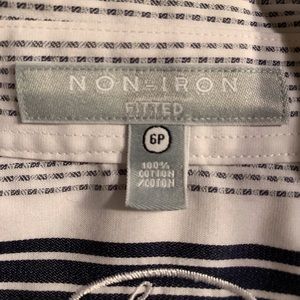 NON-IRON
FITTED
6P
100%
COTTON
/COTON